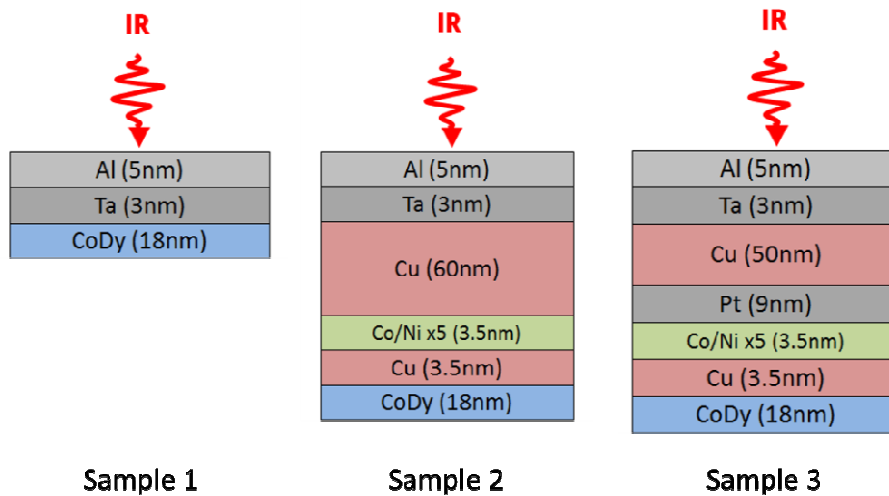 IR
Al (5nm)
Ta (3nm)
CoDy (18nm)
Sample 1
IR
Al (5nm)
Ta (3nm)
Cu (60nm)
Co/Ni x5 (3.5nm)
Cu (3.5nm)
CoDy (18nm)
Sample 2
IR
Al (5nm)
Ta (3nm)
Cu (50nm)
Pt (9nm)
Co/Ni x5 (3.5nm)
Cu (3.5nm)
CoDy (18nm)
Sample 3